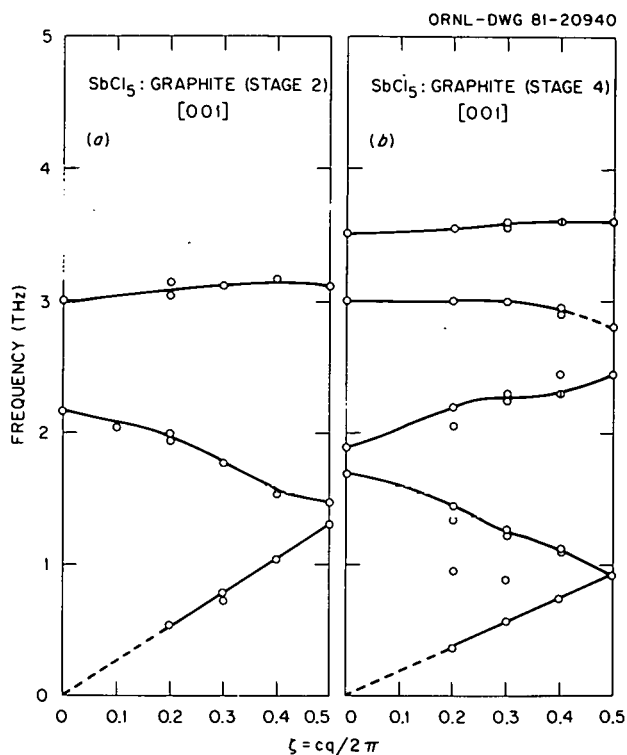 ORNL-DWG 81-20940
SbCl5: GRAPHITE (STAGE 2)
[001]
(a)
SbCl5: GRAPHITE (STAGE 4)
[001]
(b)
FREQUENCY (THz)
5
4
3
2
1
0
0 0.1 0.2 0.3 0.4 0.5
0 0.1 0.2 0.3 0.4 0.5
ζ = cq/2π